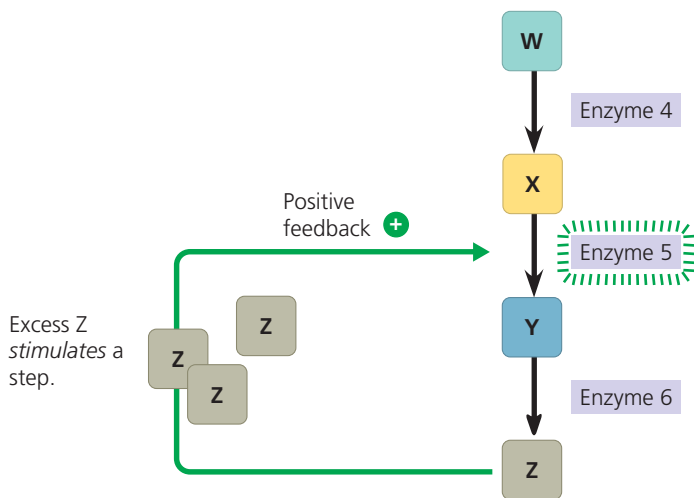 W
Enzyme 4
X
Positive
feedback +
Enzyme 5
Excess Z
stimulates a
step.
Z
Z
Z
Y
Enzyme 6
Z